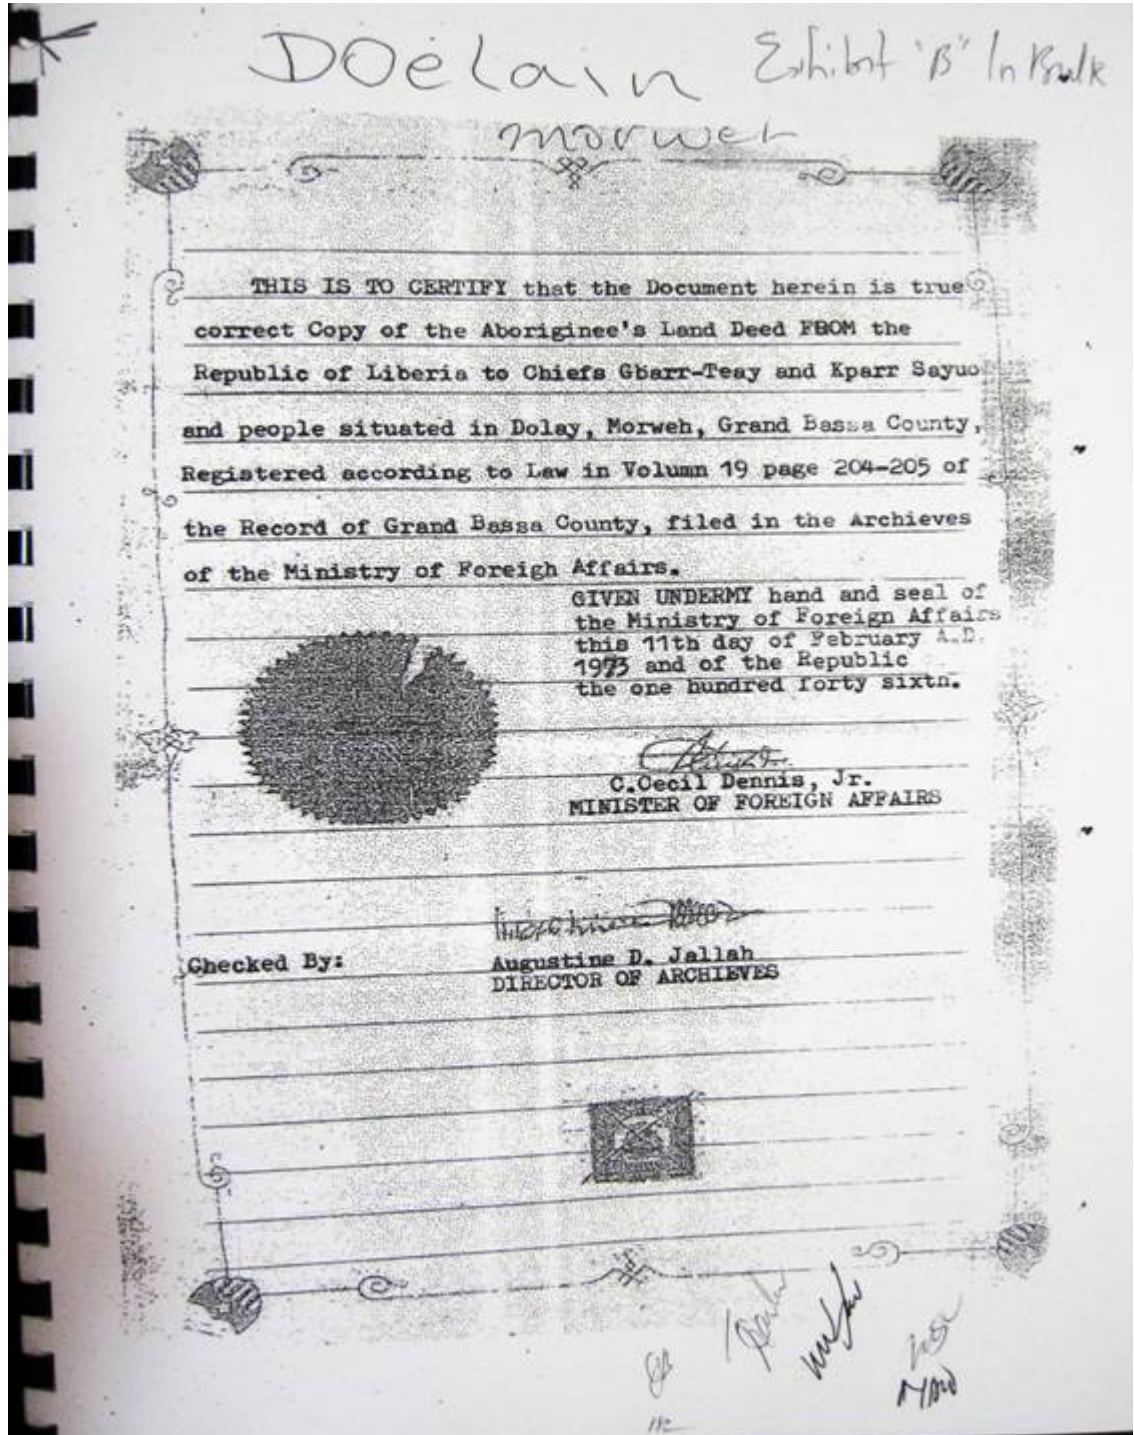 DOelain Exhibit "B" In Bulk
morweh
THIS IS TO CERTIFY that the Document herein is true
correct Copy of the Aboriginee's Land Deed FROM the
Republic of Liberia to Chiefs Gbarr-Teay and Kparr Sayuo
and people situated in Dolay, Morweh, Grand Bassa County,
Registered according to Law in Volumn 19 page 204-205 of
the Record of Grand Bassa County, filed in the Archieves
of the Ministry of Foreigh Affairs.
GIVEN UNDERMY hand and seal of
the Ministry of Foreign Affairs
this 11th day of February A.D.
1973 and of the Republic
the one hundred forty sixth.
C.Cecil Dennis, Jr.
MINISTER OF FOREIGN AFFAIRS
Checked By: Augustine D. Jallah
DIRECTOR OF ARCHIEVES